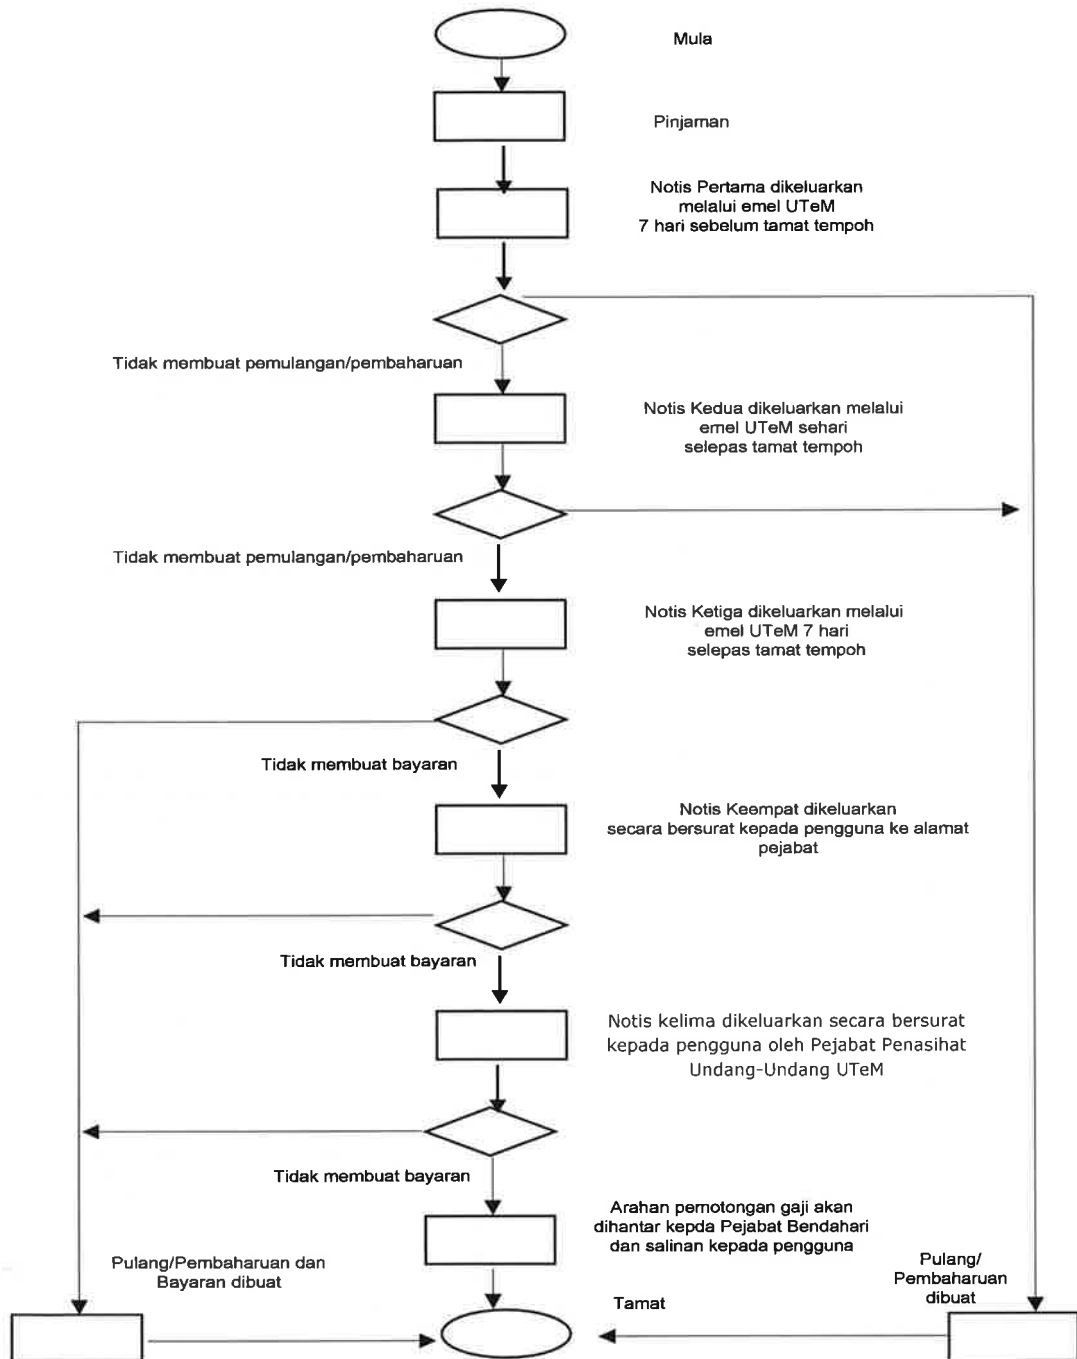 Mula
Pinjaman
Notis Pertama dikeluarkan
melalui emel UTeM
7 hari sebelum tamat tempoh
Tidak membuat pemulangan/pembaharuan
Notis Kedua dikeluarkan melalui
emel UTeM sehari
selepas tamat tempoh
Tidak membuat pemulangan/pembaharuan
Notis Ketiga dikeluarkan melalui
emel UTeM 7 hari
selepas tamat tempoh
Tidak membuat bayaran
Notis Keempat dikeluarkan
secara bersurat kepada pengguna ke alamat
pejabat
Tidak membuat bayaran
Notis kelima dikeluarkan secara bersurat
kepada pengguna oleh Pejabat Penasihat
Undang-Undang UTeM
Tidak membuat bayaran
Arahan pemotongan gaji akan
dihantar kepda Pejabat Bendahari
dan salinan kepada pengguna
Pulang/Pembaharuan dan
Bayaran dibuat
Pulang/
Pembaharuan
dibuat
Tamat